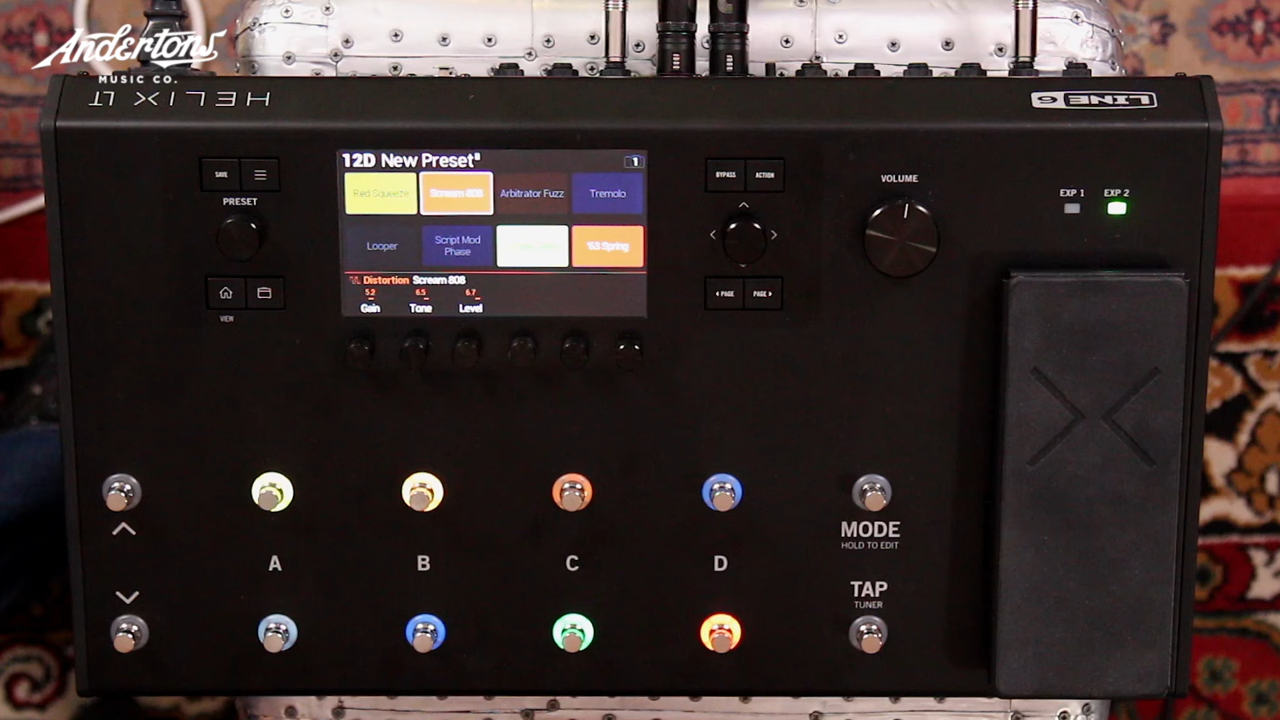 Andertons
MUSIC CO.
HELIX LT
LINE 6
SAVE
PRESET
VIEW
12D New Preset
1
Red Squeeze
Scream 808
Arbitrator Fuzz
Tremolo
Looper
Script Mod
Phase
'63 Spring
Distortion Scream 808
5.2
6.5
6.7
Gain
Tone
Level
BYPASS
ACTION
< PAGE
PAGE >
VOLUME
EXP 1
EXP 2
A
B
C
D
MODE
HOLD TO EDIT
TAP
TUNER